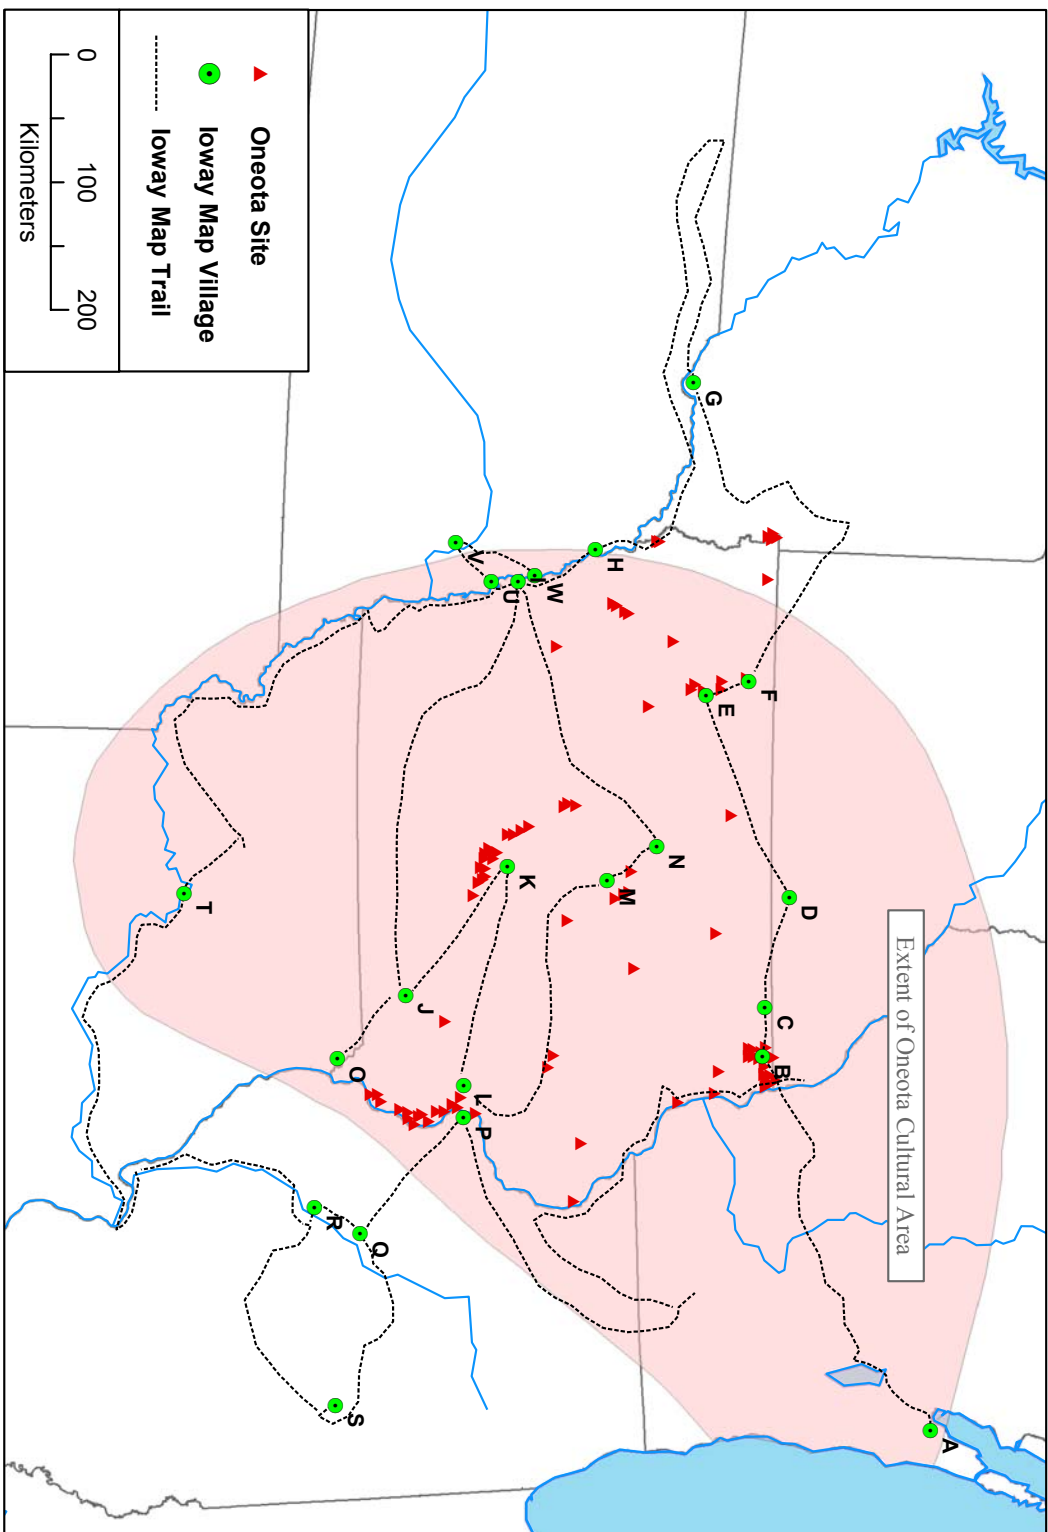 Extent of Oneota Cultural Area
A
B
C
D
E
F
G
H
I
W
U
V
N
M
K
L
P
J
O
Q
R
S
T
Oneota Site
Ioway Map Village
Ioway Map Trail
0 100 200
Kilometers